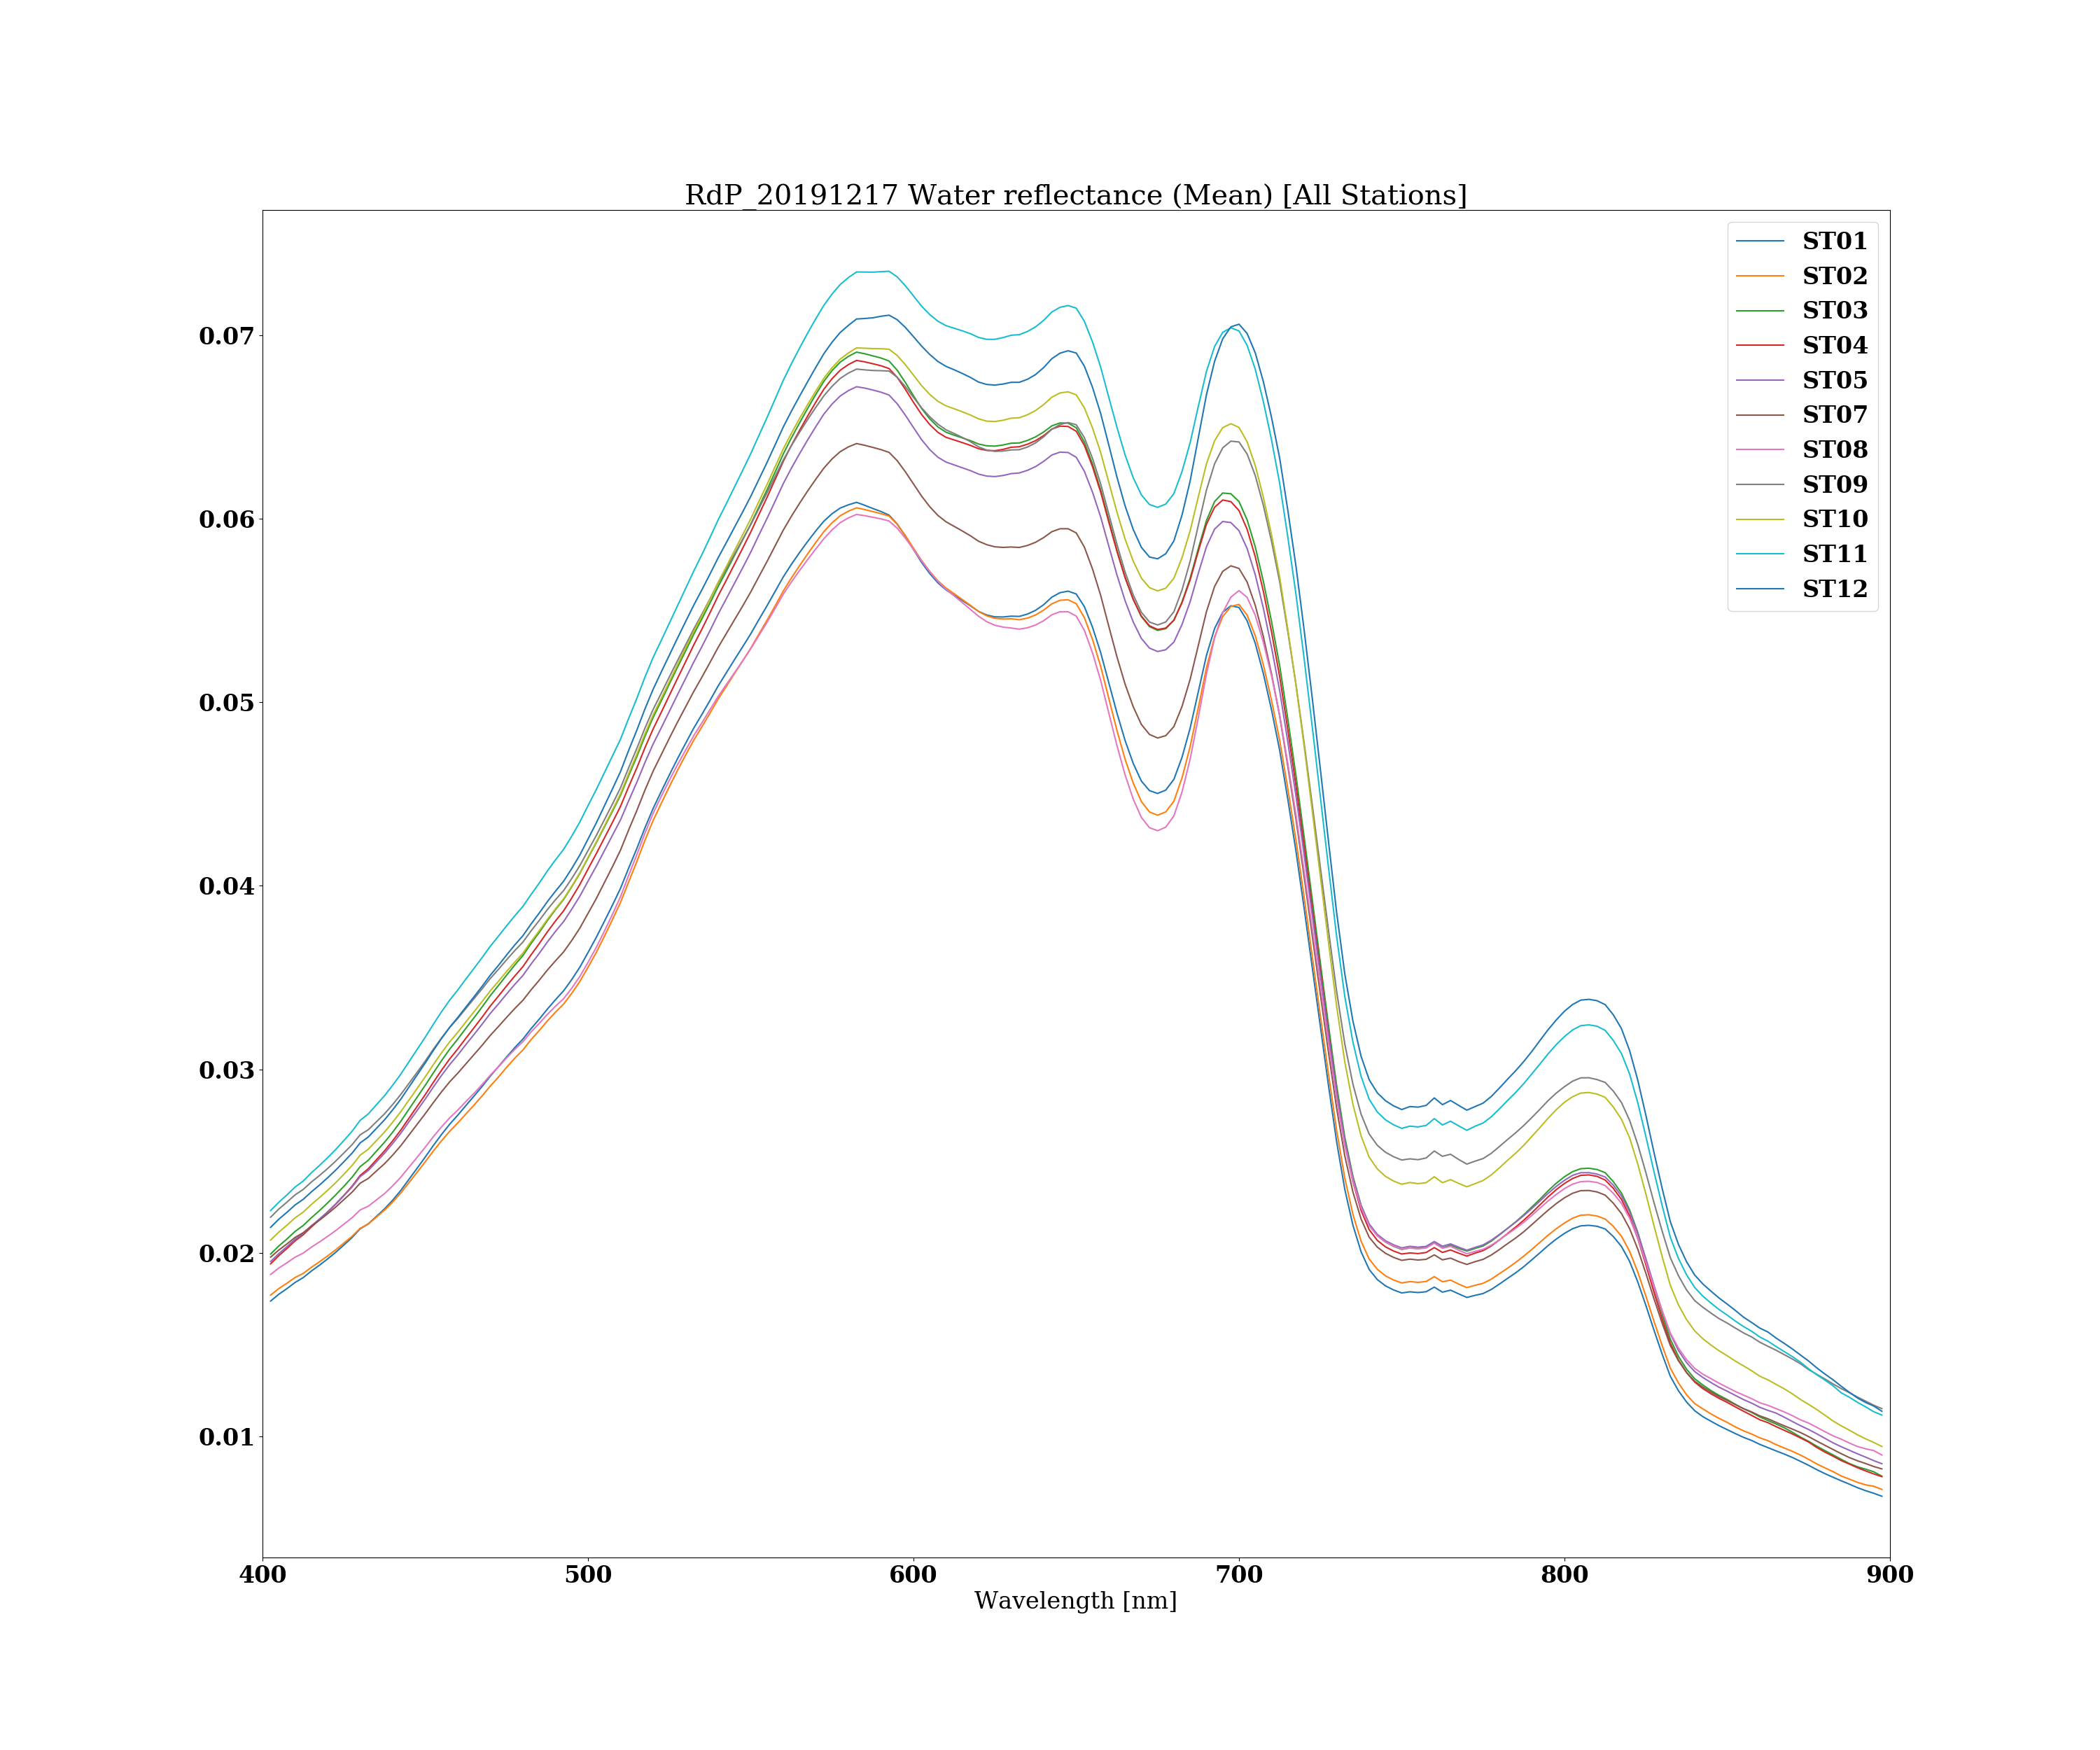 RdP_20191217 Water reflectance (Mean) [All Stations]
ST01
ST02
ST03
ST04
ST05
ST07
ST08
ST09
ST10
ST11
ST12
0.07
0.06
0.05
0.04
0.03
0.02
0.01
400 500 600 700 800 900
Wavelength [nm]